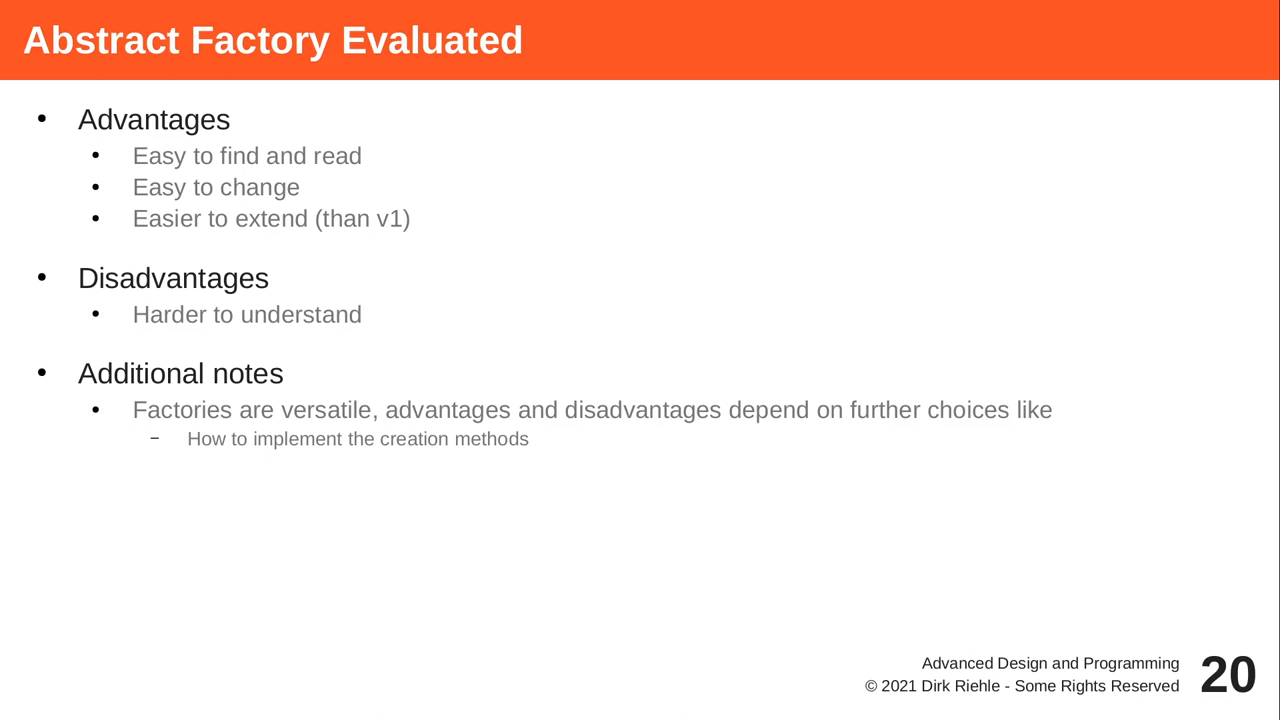 Abstract Factory Evaluated
• Advantages
• Easy to find and read
• Easy to change
• Easier to extend (than v1)
• Disadvantages
• Harder to understand
• Additional notes
• Factories are versatile, advantages and disadvantages depend on further choices like
– How to implement the creation methods
Advanced Design and Programming
© 2021 Dirk Riehle - Some Rights Reserved
20